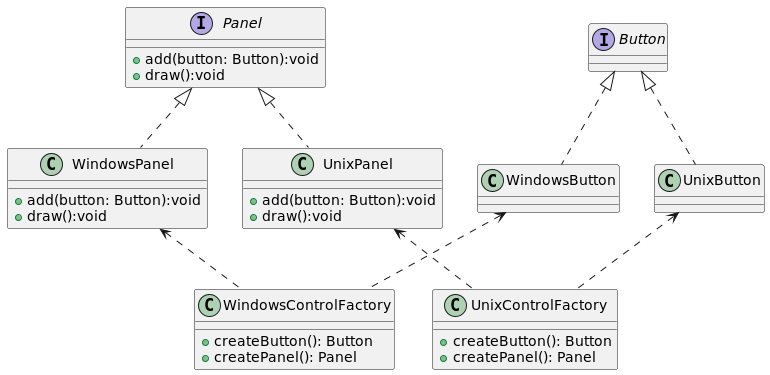 I Panel
+ add(button: Button):void
+ draw():void
I Button
C WindowsPanel
+ add(button: Button):void
+ draw():void
C UnixPanel
+ add(button: Button):void
+ draw():void
C WindowsButton
C UnixButton
C WindowsControlFactory
createButton(): Button
createPanel(): Panel
C UnixControlFactory
createButton(): Button
createPanel(): Panel